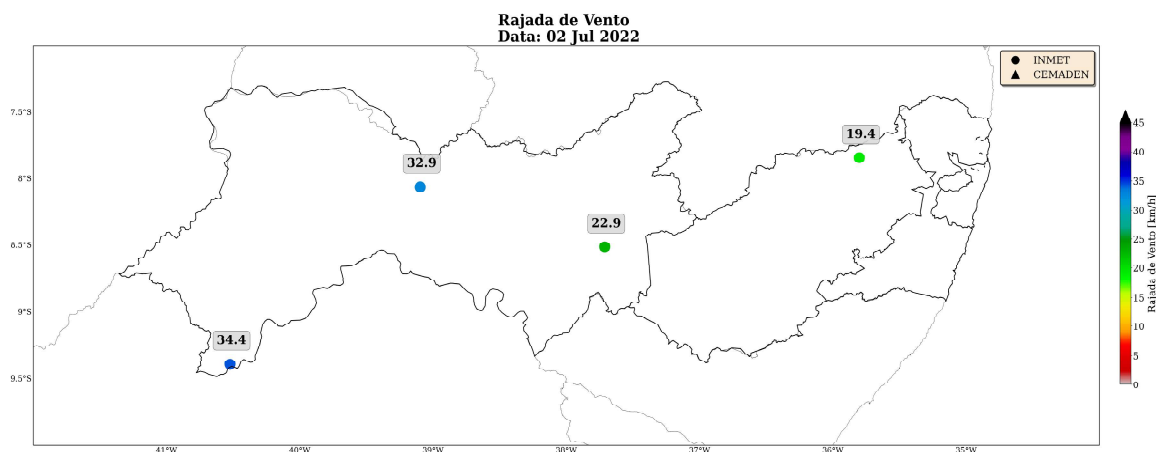 Rajada de Vento
Data: 02 Jul 2022
INMET
CEMADEN
7.5°S
8°S
8.5°S
9°S
9.5°S
41°W
40°W
39°W
38°W
37°W
36°W
35°W
32.9
19.4
22.9
34.4
45
40
35
30
25
20
15
10
5
0
Rajada de Vento [km/h]